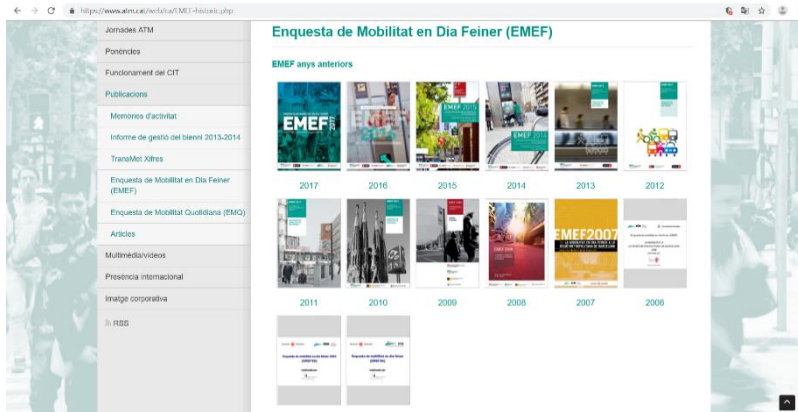 https://www.atm.cat/web/ca/EMEF-historic.php
Jornades ATM
Ponències
Funcionament del CIT
Publicacions
Memòries d'activitat
Informe de gestió del bienni 2013-2014
TransMet Xifres
Enquesta de Mobilitat en Dia Feiner
(EMEF)
Enquesta de Mobilitat Quotidiana (EMQ)
Articles
Multimèdia/vídeos
Presència internacional
Imatge corporativa
RSS
Enquesta de Mobilitat en Dia Feiner (EMEF)
EMEF anys anteriors
EMEF 2017
EMEF 2015
EMEF 2014
2017
2016
2015
2014
2013
2012
EMEF2007
2011
2010
2009
2008
2007
2006